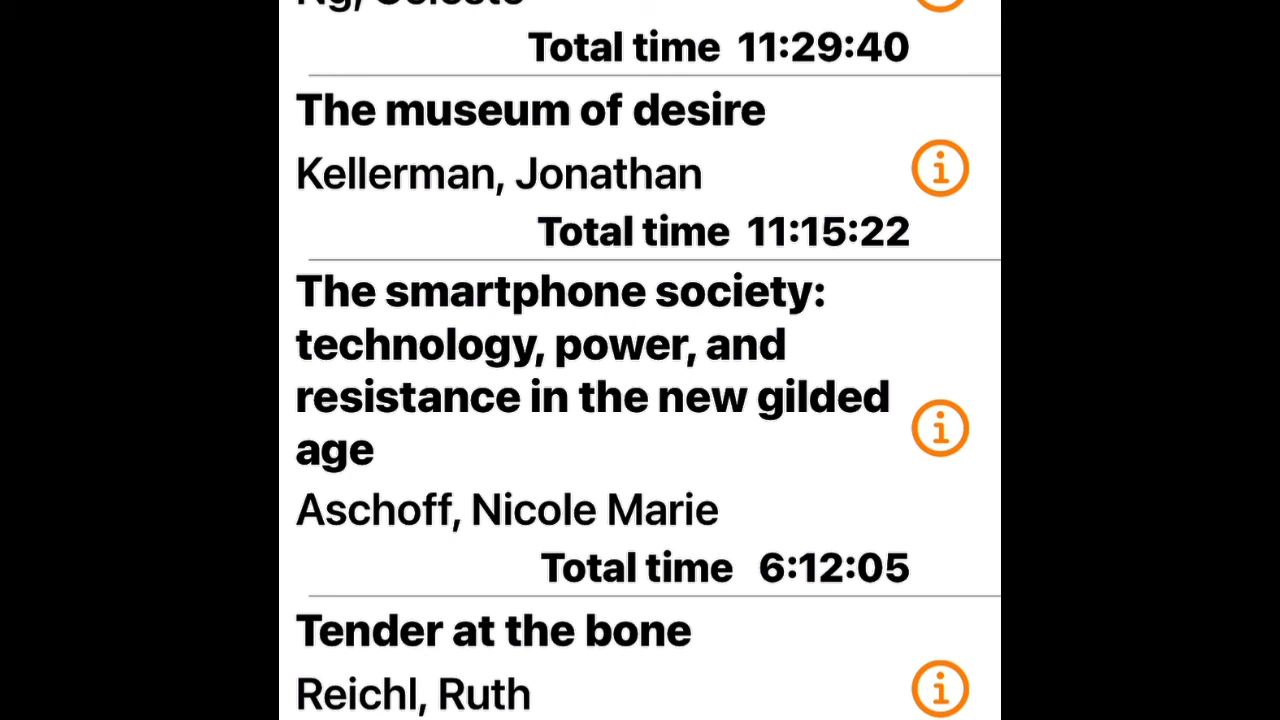 Ng, Celeste
Total time 11:29:40
The museum of desire
Kellerman, Jonathan
Total time 11:15:22
The smartphone society:
technology, power, and
resistance in the new gilded
age
Aschoff, Nicole Marie
Total time 6:12:05
Tender at the bone
Reichl, Ruth